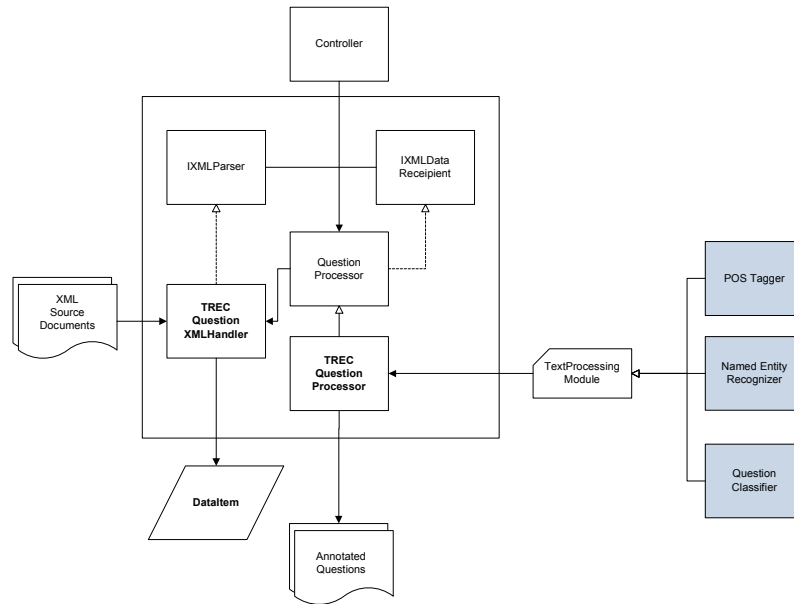 Controller
IXMLParser
IXMLData
Receipient
Question
Processor
POS Tagger
XML
Source
Documents
TREC
Question
XMLHandler
TREC
Question
Processor
TextProcessing
Module
Named Entity
Recognizer
Question
Classifier
DataItem
Annotated
Questions